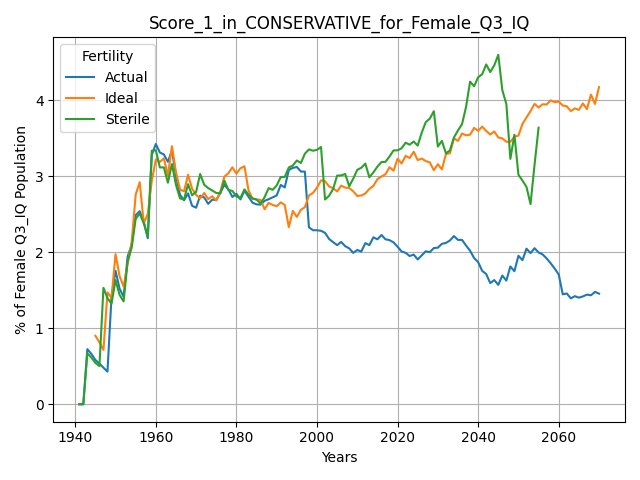 Score_1_in_CONSERVATIVE_for_Female_Q3_IQ
Fertility
Actual
Ideal
Sterile
% of Female Q3_IQ Population
4
3
2
1
0
1940 1960 1980 2000 2020 2040 2060
Years